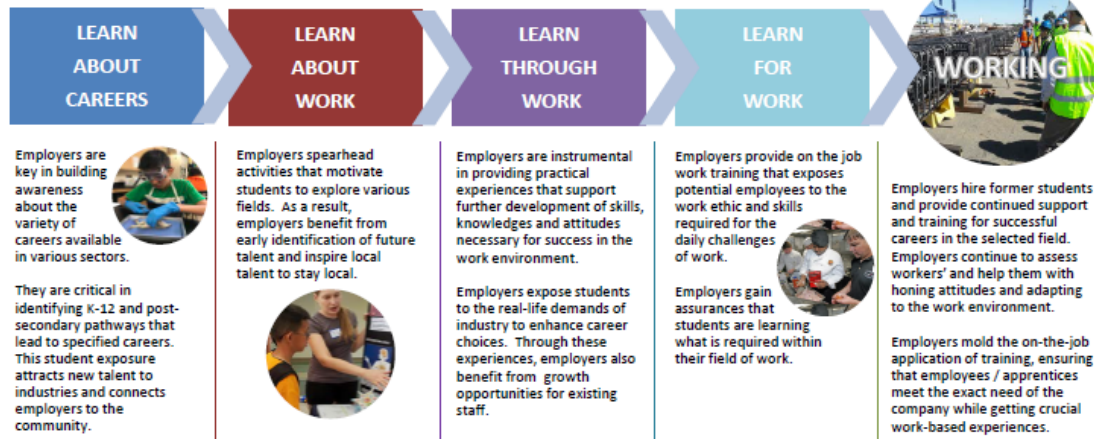 LEARN
ABOUT
CAREERS
LEARN
ABOUT
WORK
LEARN
THROUGH
WORK
LEARN
FOR
WORK
WORKING
Employers are
key in building
awareness
about the
variety of
careers available
in various sectors.
They are critical in
identifying K-12 and post-
secondary pathways that
lead to specified careers.
This student exposure
attracts new talent to
industries and connects
employers to the
community.
Employers spearhead
activities that motivate
students to explore various
fields. As a result,
employers benefit from
early identification of future
talent and inspire local
talent to stay local.
Employers are instrumental
in providing practical
experiences that support
further development of skills,
knowledges and attitudes
necessary for success in the
work environment.
Employers expose students
to the real-life demands of
industry to enhance career
choices. Through these
experiences, employers also
benefit from growth
opportunities for existing
staff.
Employers provide on the job
work training that exposes
potential employees to the
work ethic and skills
required for the
daily challenges
of work.
Employers gain
assurances that
students are learning
what is required within
their field of work.
Employers hire former students
and provide continued support
and training for successful
careers in the selected field.
Employers continue to assess
workers' and help them with
honing attitudes and adapting
to the work environment.
Employers mold the on-the-job
application of training, ensuring
that employees / apprentices
meet the exact need of the
company while getting crucial
work-based experiences.